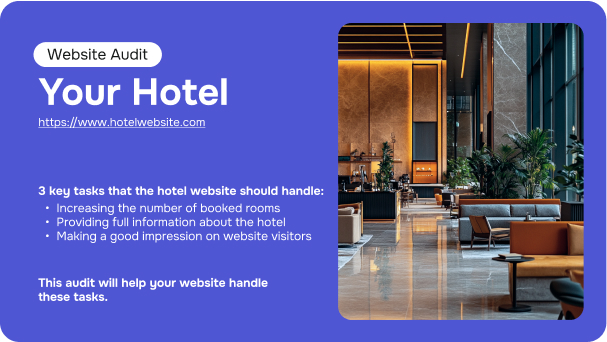 Website Audit
Your Hotel
https://www.hotelwebsite.com
3 key tasks that the hotel website should handle:
• Increasing the number of booked rooms
• Providing full information about the hotel
• Making a good impression on website visitors
This audit will help your website handle
these tasks.